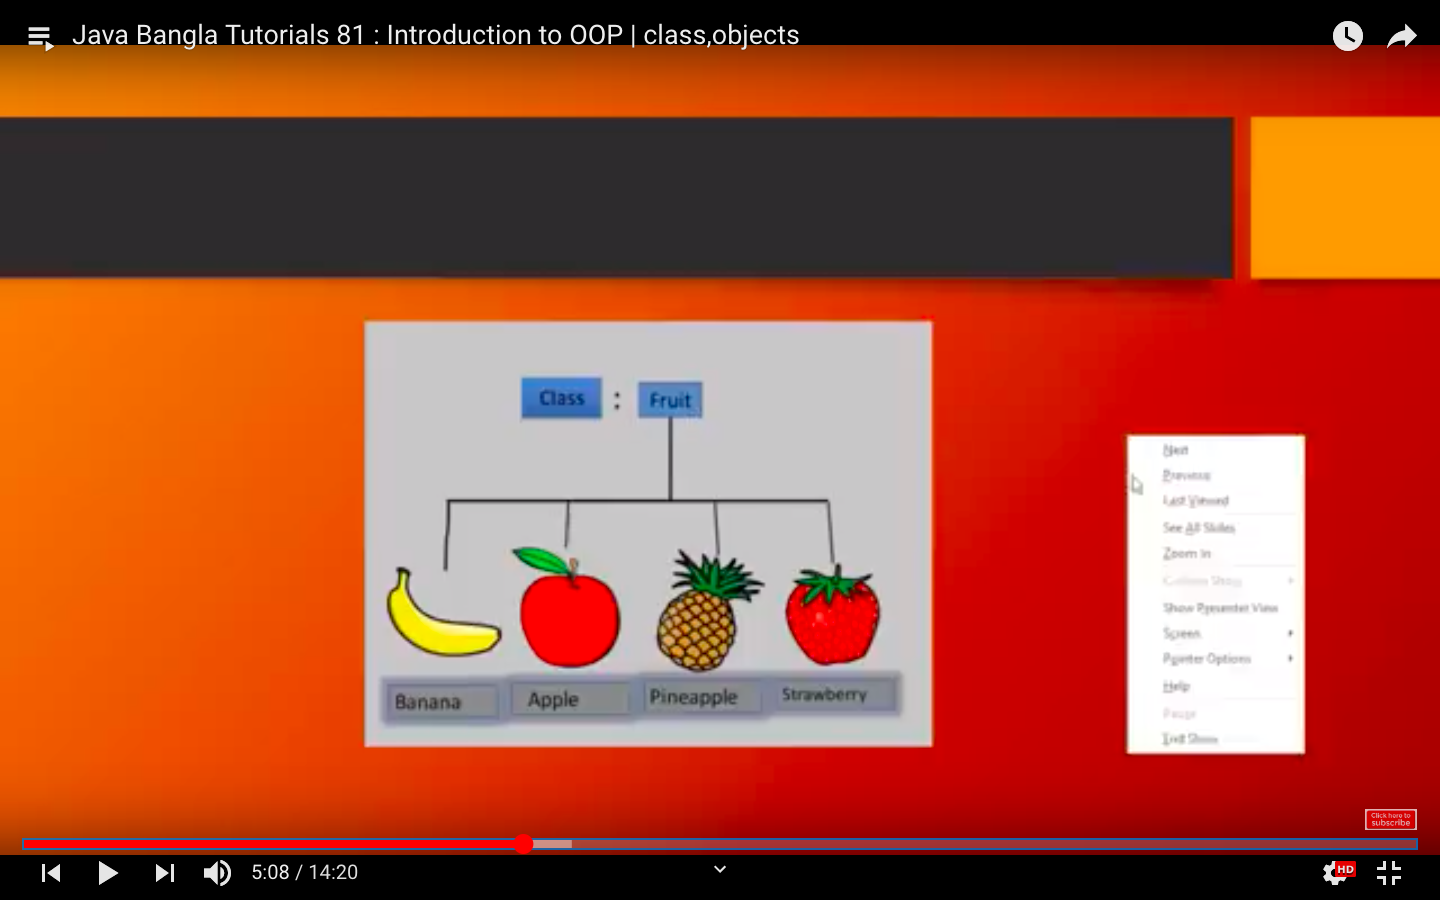 Java Bangla Tutorials 81 : Introduction to OOP | class,objects
Class : Fruit
Banana Apple Pineapple Strawberry
Next
Previous
Last Viewed
See All Slides
Zoom In
Custom Show
Show Presenter View
Screen
Pointer Options
Help
Pause
End Show
Click here to
subscribe
5:08 / 14:20
HD